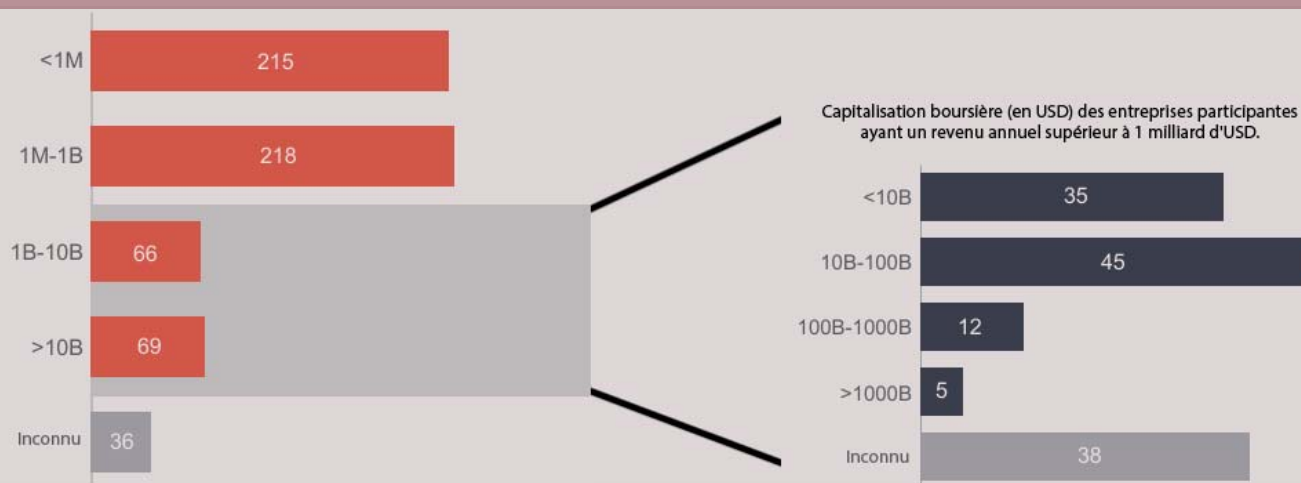 <1M
215
1M-1B
218
1B-10B
66
>10B
69
Inconnu
36
Capitalisation boursière (en USD) des entreprises participantes
ayant un revenu annuel supérieur à 1 milliard d'USD.
<10B
35
10B-100B
45
100B-1000B
12
>1000B
5
Inconnu
38